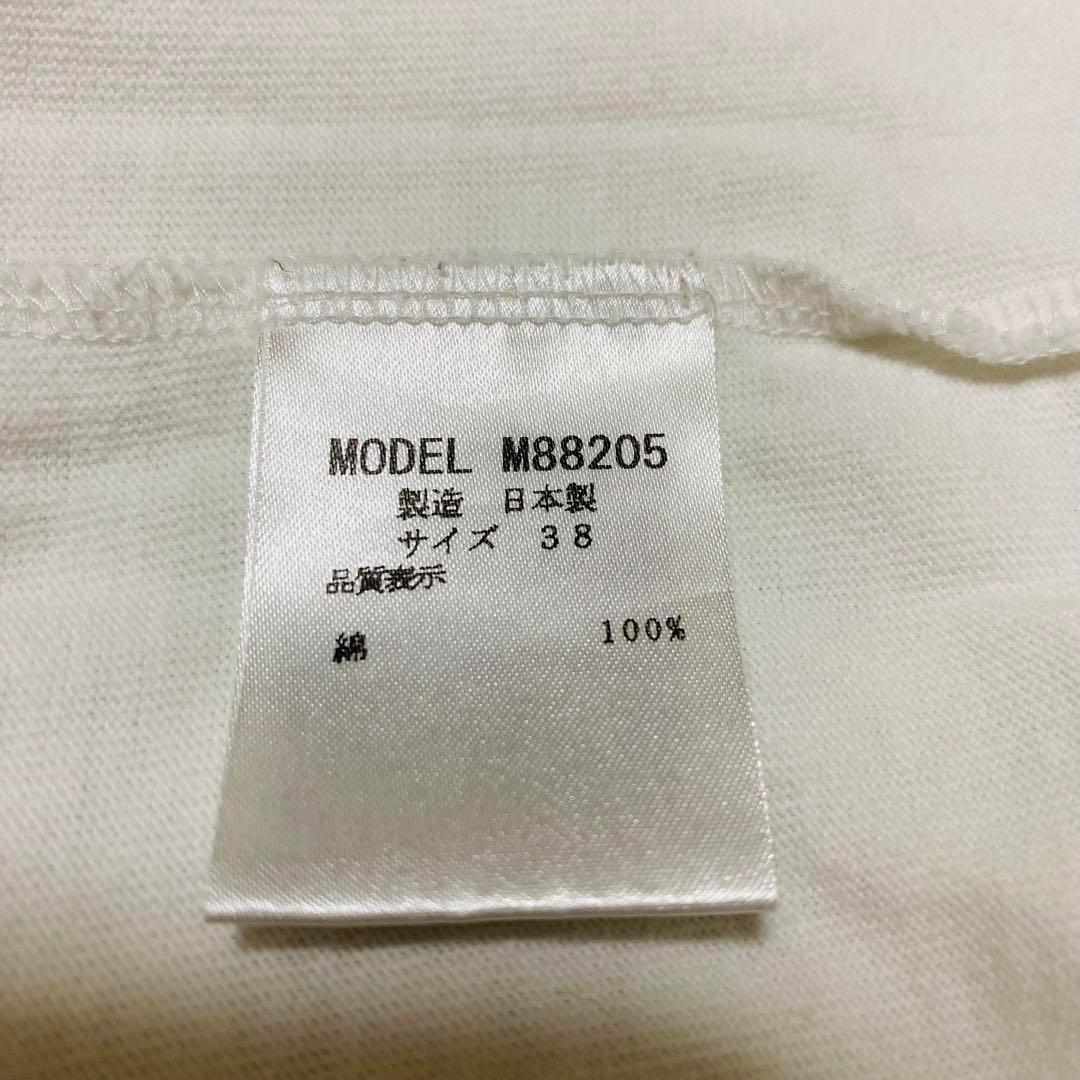 MODEL M88205
製造 日本製
サイズ 38
品質表示
綿 100%